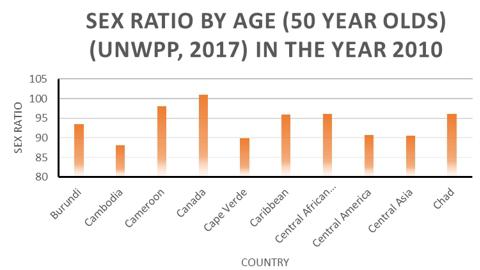 SEX RATIO BY AGE (50 YEAR OLDS)
(UNWPP, 2017) IN THE YEAR 2010
105
100
95
90
85
80
SEX RATIO
Burundi
Cambodia
Cameroon
Canada
Cape Verde
Caribbean
Central African...
Central America
Central Asia
Chad
COUNTRY